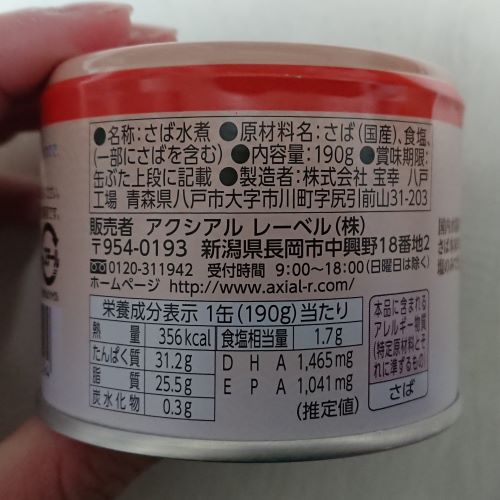 ●名称:さば水煮 ●原材料名:さば(国産)、食塩、
(一部にさばを含む) ●内容量:190g ●賞味期限:
缶ぶた上段に記載 ●製造者:株式会社 宝幸 八戸
工場 青森県八戸市大字市川町字尻引前山31-203
販売者 アクシアル レーベル(株)
〒954-0193 新潟県長岡市中興野18番地2
0120-311942 受付時間 9:00〜18:00(日曜日は除く)
ホームページ http://www.axial-r.com/
栄養成分表示 1缶(190g)当たり
熱量 356kcal 食塩相当量 1.7g
たんぱく質 31.2g DHA 1,465mg
脂質 25.5g EPA 1,041mg
炭水化物 0.3g (推定値)
本品に含まれる
アレルギー物質
(特定原材料とそ
れに準ずるもの)
さば